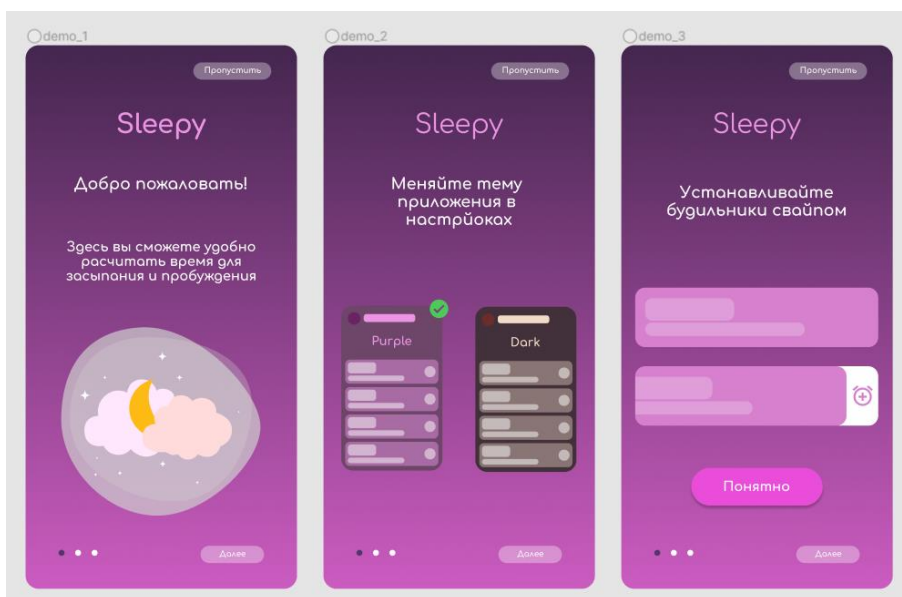 demo_1
Пропустить
Sleepy
Добро пожаловать!
Здесь вы сможете удобно
расчитать время для
засыпания и пробуждения
Далее
demo_2
Пропустить
Sleepy
Меняйте тему
приложения в
настрйоках
Purple
Dark
Далее
demo_3
Пропустить
Sleepy
Устанавливайте
будильники свайпом
Понятно
Далее